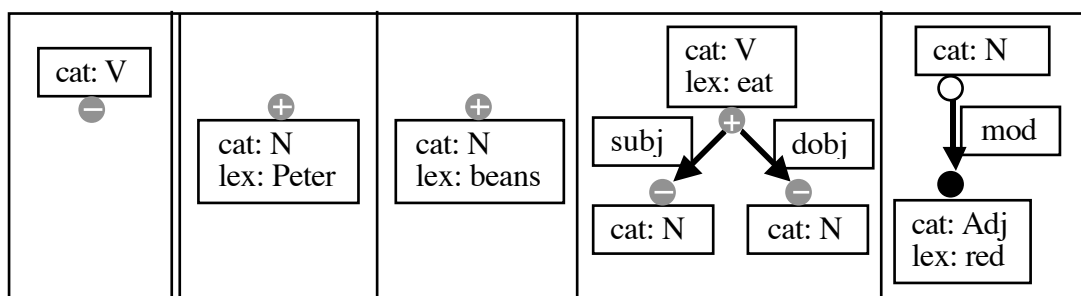 cat: V
−
+
cat: N
lex: Peter
+
cat: N
lex: beans
cat: V
lex: eat
+
subj
dobj
−
−
cat: N
cat: N
cat: N
mod
cat: Adj
lex: red